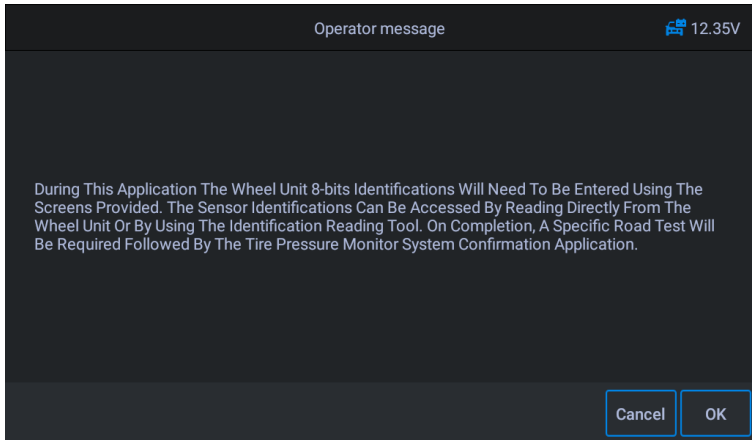 Operator message
12.35V
During This Application The Wheel Unit 8-bits Identifications Will Need To Be Entered Using The
Screens Provided. The Sensor Identifications Can Be Accessed By Reading Directly From The
Wheel Unit Or By Using The Identification Reading Tool. On Completion, A Specific Road Test Will
Be Required Followed By The Tire Pressure Monitor System Confirmation Application.
Cancel
OK